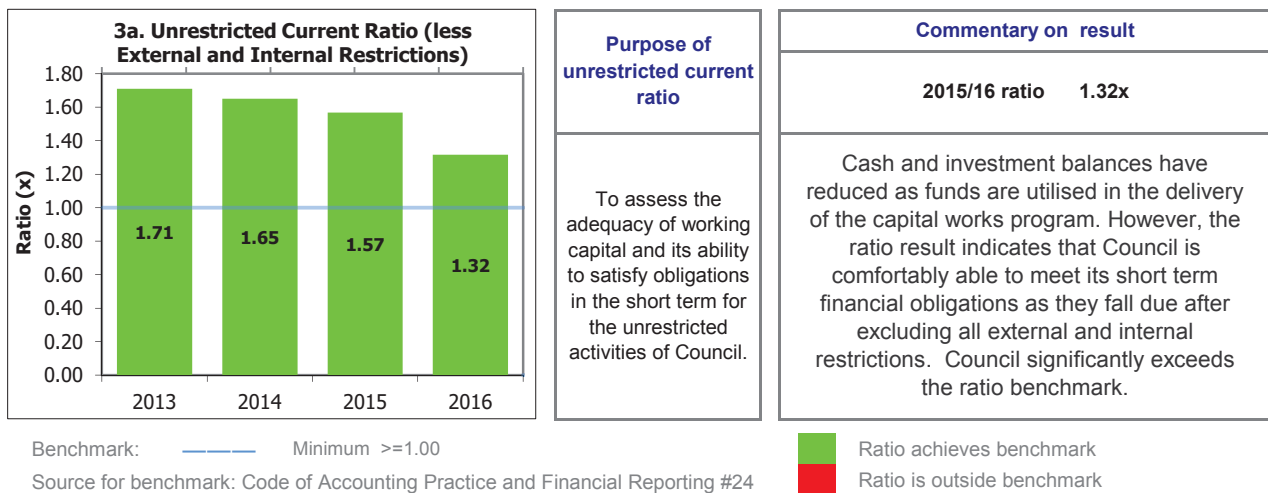 3a. Unrestricted Current Ratio (less
External and Internal Restrictions)
1.80
1.60
1.40
1.20
1.00
0.80
0.60
0.40
0.20
0.00
Ratio (x)
1.71
1.65
1.57
1.32
2013
2014
2015
2016
Purpose of
unrestricted current
ratio
To assess the
adequacy of working
capital and its ability
to satisfy obligations
in the short term for
the unrestricted
activities of Council.
Commentary on result
2015/16 ratio 1.32x
Cash and investment balances have
reduced as funds are utilised in the delivery
of the capital works program. However, the
ratio result indicates that Council is
comfortably able to meet its short term
financial obligations as they fall due after
excluding all external and internal
restrictions. Council significantly exceeds
the ratio benchmark.
Benchmark: Minimum >=1.00
Source for benchmark: Code of Accounting Practice and Financial Reporting #24
Ratio achieves benchmark
Ratio is outside benchmark